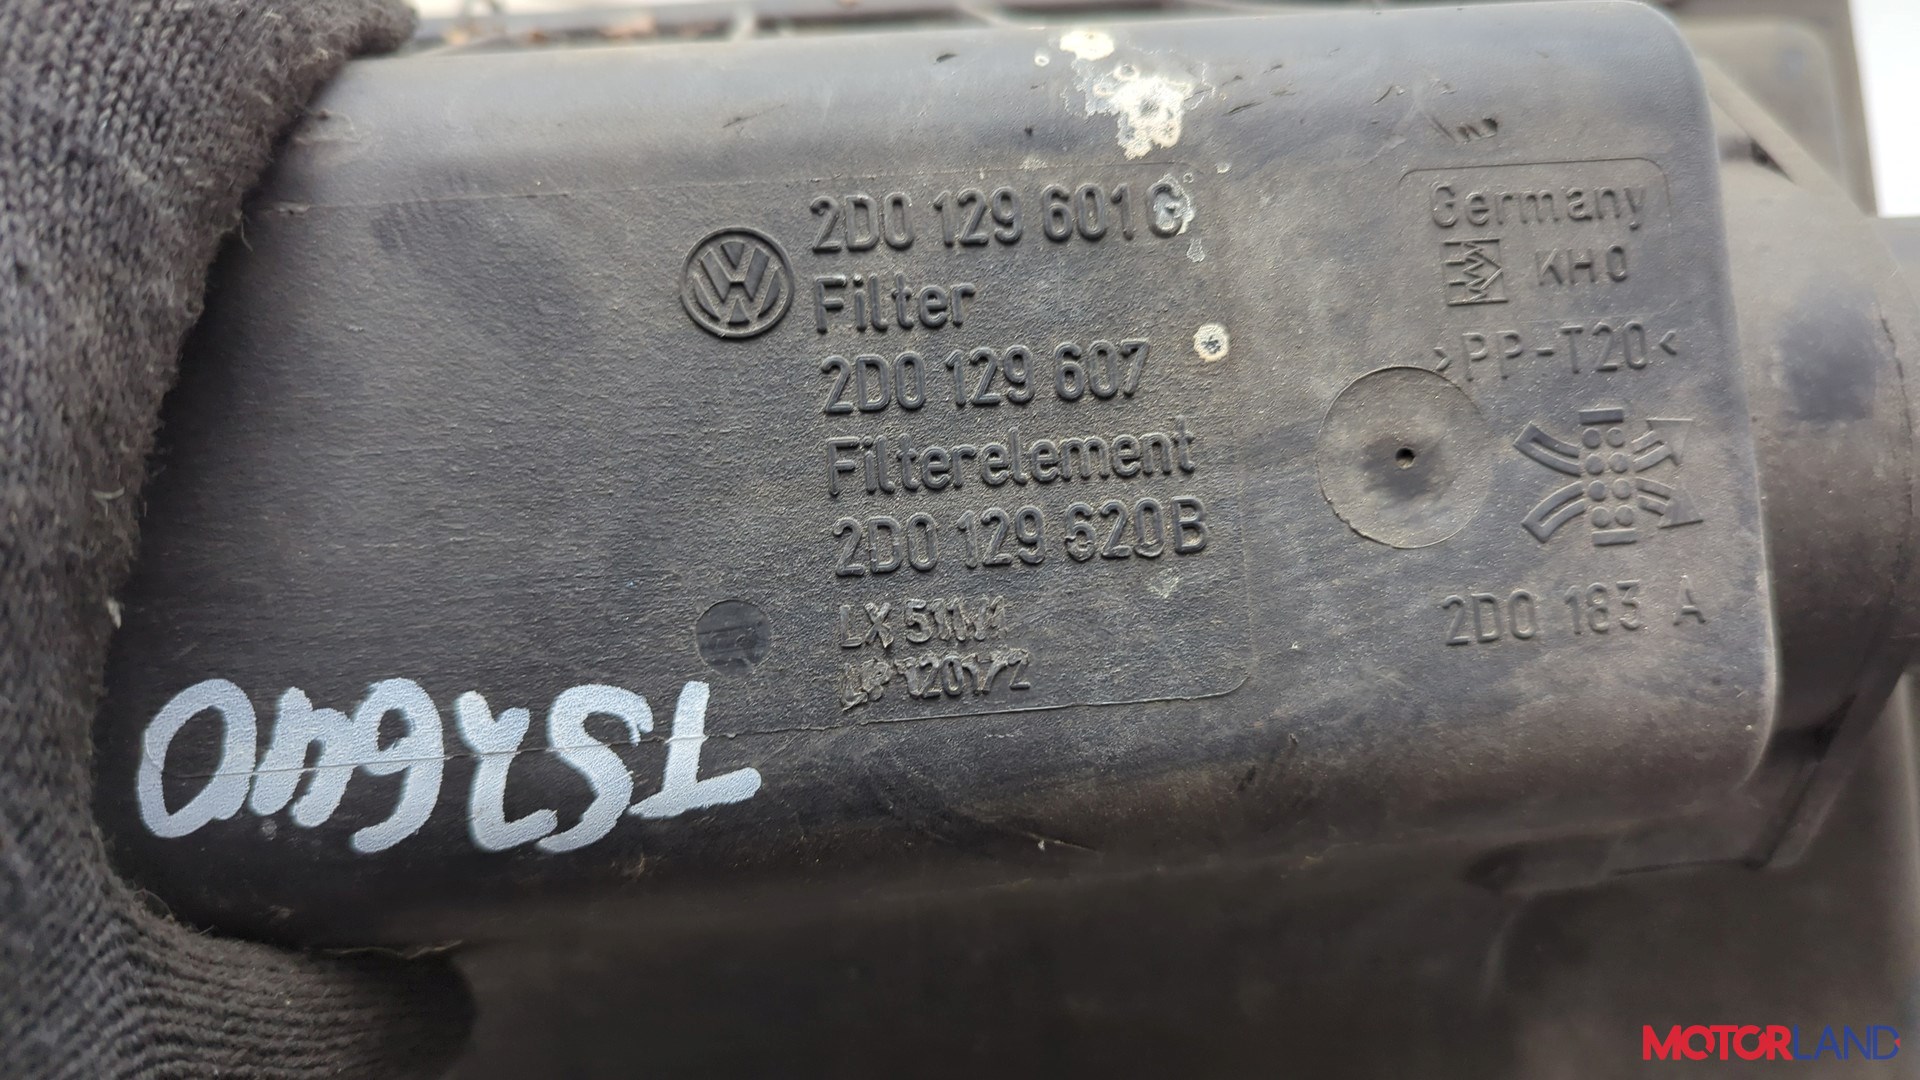 2D0 129 601 G
Filter
2D0 129 607
Filterelement
2D0 129 620B
LX 511/1
Germany
KHO
>PP-T20<
2D0 183 A
MOTORLAND